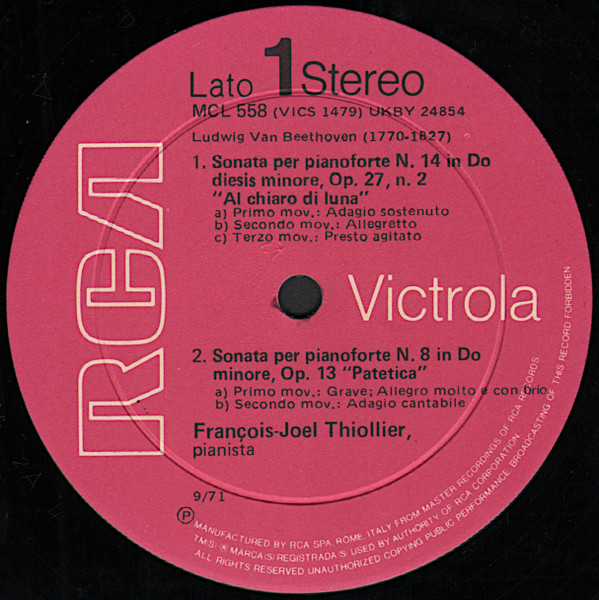 Lato 1 Stereo
MCL 558 (VICS 1479) UKBY 24854
Ludwig Van Beethoven (1770-1827)
1. Sonata per pianoforte N. 14 in Do
diesis minore, Op. 27, n. 2
"Al chiaro di luna"
a) Primo mov.: Adagio sostenuto
b) Secondo mov.: Allegretto
c) Terzo mov.: Presto agitato
RCA
Victrola
2. Sonata per pianoforte N. 8 in Do
minore, Op. 13 "Patetica"
a) Primo mov.: Grave; Allegro molto e con brio
b) Secondo mov.: Adagio cantabile
François-Joel Thiollier,
pianista
9/71
Ⓟ
MANUFACTURED BY RCA SPA, ROME, ITALY, FROM MASTER RECORDINGS OF RCA RECORDS
TM(S) ® MARCA(S) REGISTRADA(S) USED BY AUTHORITY OF RCA CORPORATION.
ALL RIGHTS RESERVED. UNAUTHORIZED COPYING PUBLIC PERFORMANCE BROADCASTING OF THIS RECORD FORBIDDEN